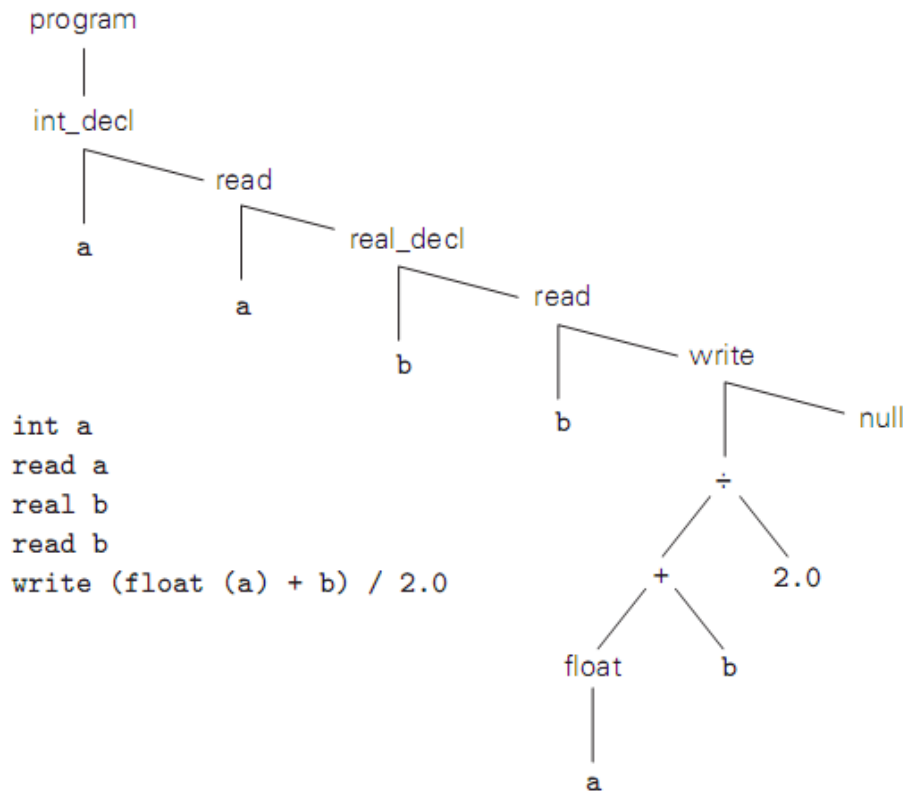 program
int_decl
read
a
real_decl
a
read
b
write
b
null
int a
read a
real b
read b
write (float (a) + b) / 2.0
÷
+
2.0
float
b
a